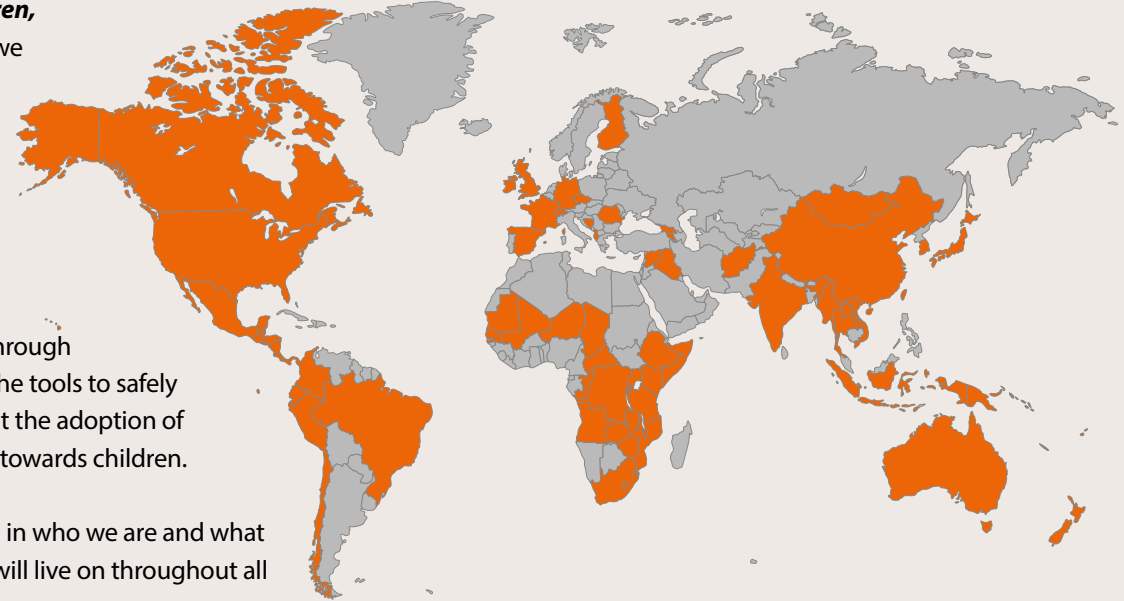 ren,
we
hrough
he tools to safely
t the adoption of
towards children.
in who we are and what
will live on throughout all